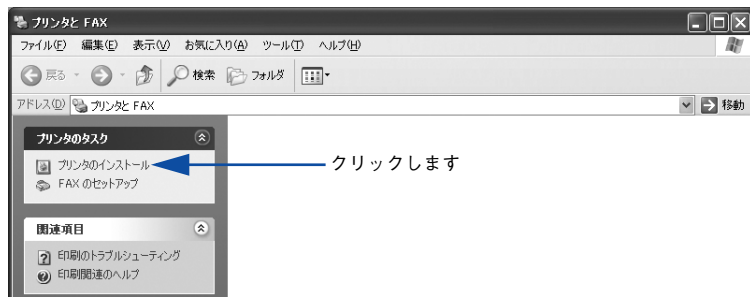 プリンタと FAX
ファイル(F) 編集(E) 表示(V) お気に入り(A) ツール(T) ヘルプ(H)
戻る 検索 フォルダ
アドレス(D) プリンタと FAX 移動
プリンタのタスク
プリンタのインストール クリックします
FAX のセットアップ
関連項目
印刷のトラブルシューティング
印刷関連のヘルプ